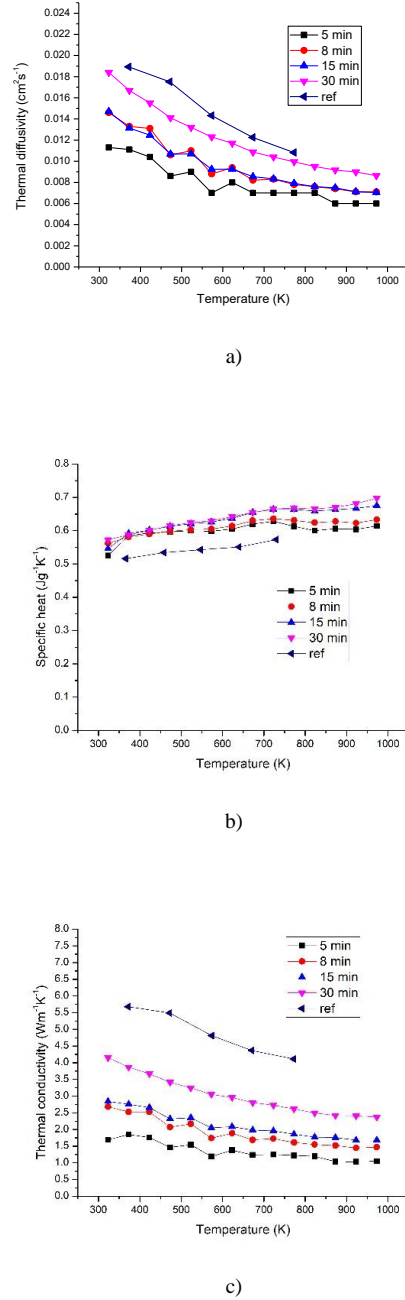 0.024
0.022
0.020
0.018
0.016
0.014
0.012
0.010
0.008
0.006
0.004
0.002
0.000
Thermal diffusivity (cm²s⁻¹)
5 min
8 min
15 min
30 min
ref
300 400 500 600 700 800 900 1000
Temperature (K)
a)
0.8
0.7
0.6
0.5
0.4
0.3
0.2
0.1
0.0
Specific heat (Jg⁻¹K⁻¹)
5 min
8 min
15 min
30 min
ref
300 400 500 600 700 800 900 1000
Temperature (K)
b)
8.0
7.5
7.0
6.5
6.0
5.5
5.0
4.5
4.0
3.5
3.0
2.5
2.0
1.5
1.0
0.5
0.0
Thermal conductivity (Wm⁻¹K⁻¹)
5 min
8 min
15 min
30 min
ref
300 400 500 600 700 800 900 1000
Temperature (K)
c)